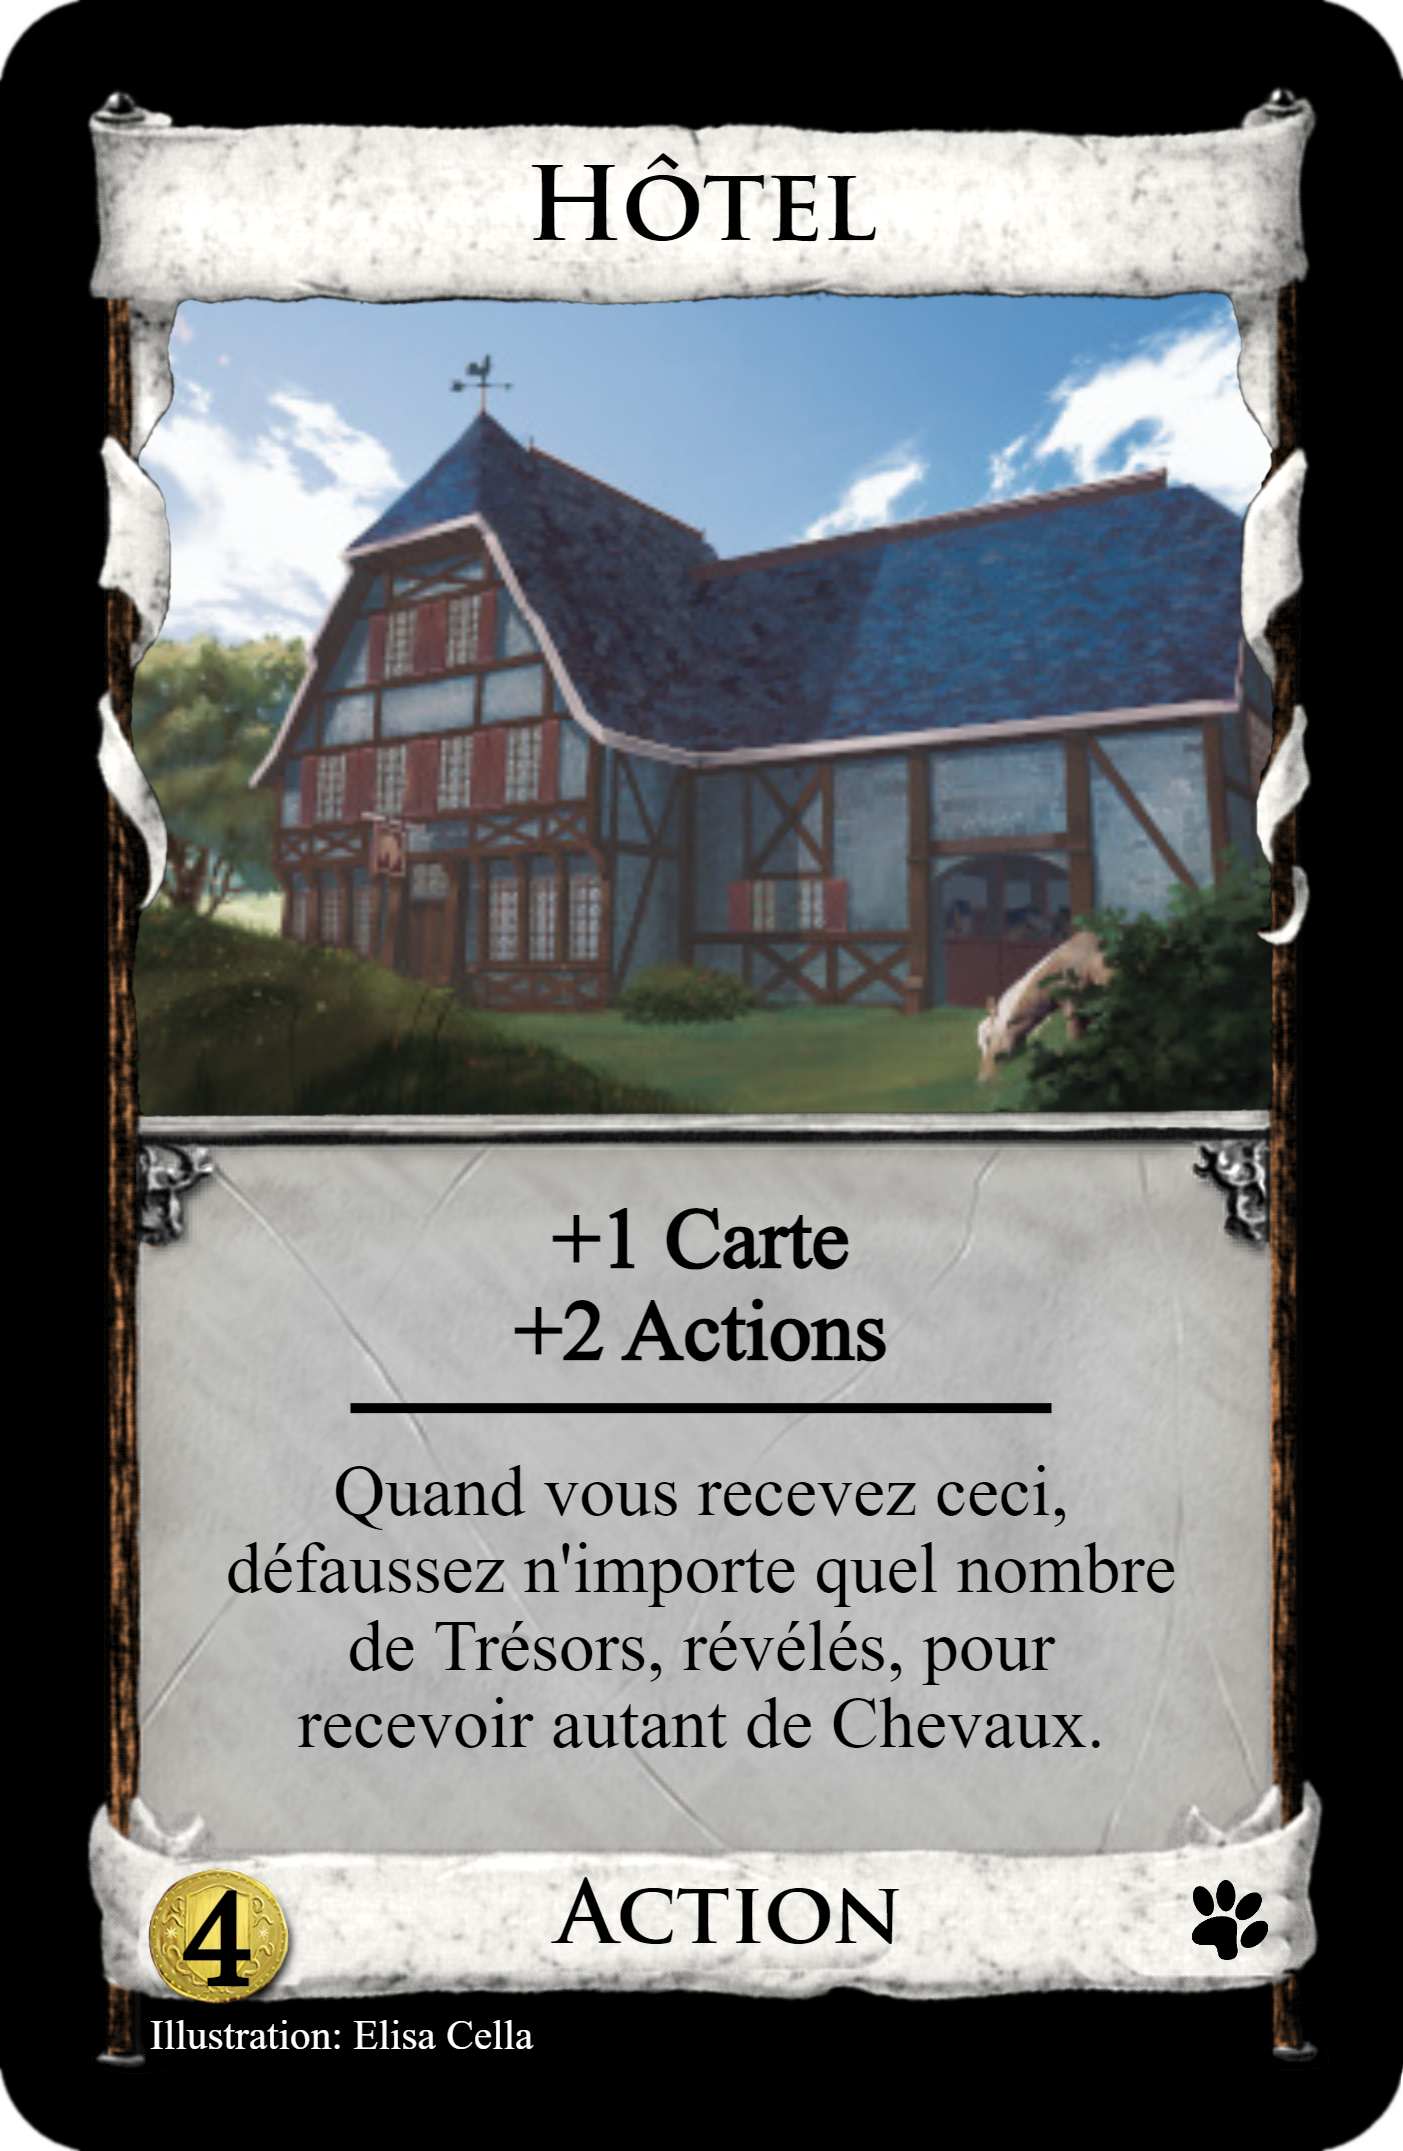 Hôtel
+1 Carte
+2 Actions
Quand vous recevez ceci,
défaussez n'importe quel nombre
de Trésors, révélés, pour
recevoir autant de Chevaux.
4
Action
Illustration: Elisa Cella